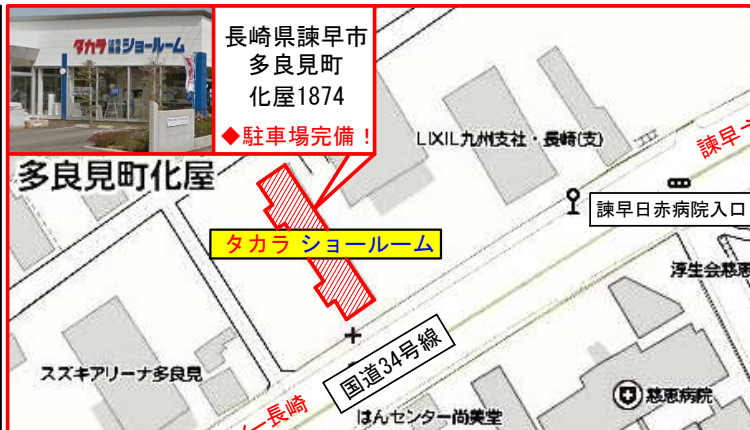 タカラ ショールーム
長崎県諫早市
多良見町
化屋1874
◆駐車場完備！
LIXIL九州支社・長崎(支)
諫早
多良見町化屋
諫早日赤病院入口
タカラ ショールーム
スズキアリーナ多良見
国道34号線
長崎
はんセンター尚美堂
慈恵病院